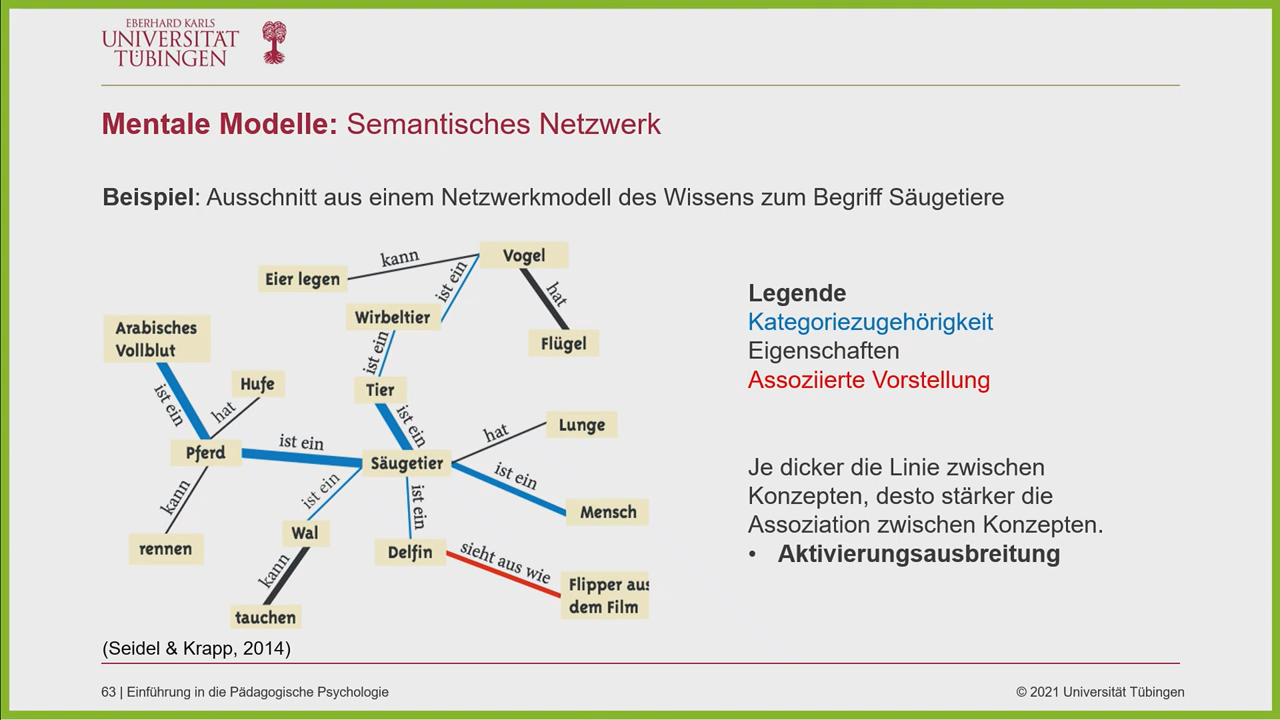 EBERHARD KARLS
UNIVERSITÄT
TÜBINGEN
Mentale Modelle: Semantisches Netzwerk
Beispiel: Ausschnitt aus einem Netzwerkmodell des Wissens zum Begriff Säugetiere
Vogel
kann
Eier legen
ist ein
hat
Wirbeltier
Flügel
Arabisches
Vollblut
ist ein
Tier
Hufe
ist ein
hat
ist ein
Lunge
hat
Pferd
ist ein
Säugetier
ist ein
kann
ist ein
ist ein
Mensch
rennen
Wal
Delfin
sieht aus wie
kann
Flipper aus
dem Film
tauchen
Legende
Kategoriezugehörigkeit
Eigenschaften
Assoziierte Vorstellung
Je dicker die Linie zwischen
Konzepten, desto stärker die
Assoziation zwischen Konzepten.
• Aktivierungsausbreitung
(Seidel & Krapp, 2014)
63 | Einführung in die Pädagogische Psychologie
© 2021 Universität Tübingen